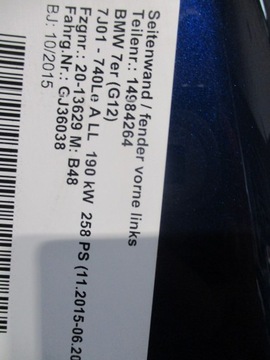 Seitenwand / fender vorne links
Teilenr.: 14984264
BMW 7er (G12)
7J01 - 740Le A LL 190 kW 258 PS (11.2015-06.20
Fzgnr.: 20-13629 M: B48
Fahrg.Nr.: GJ36038
BJ: 10/2015